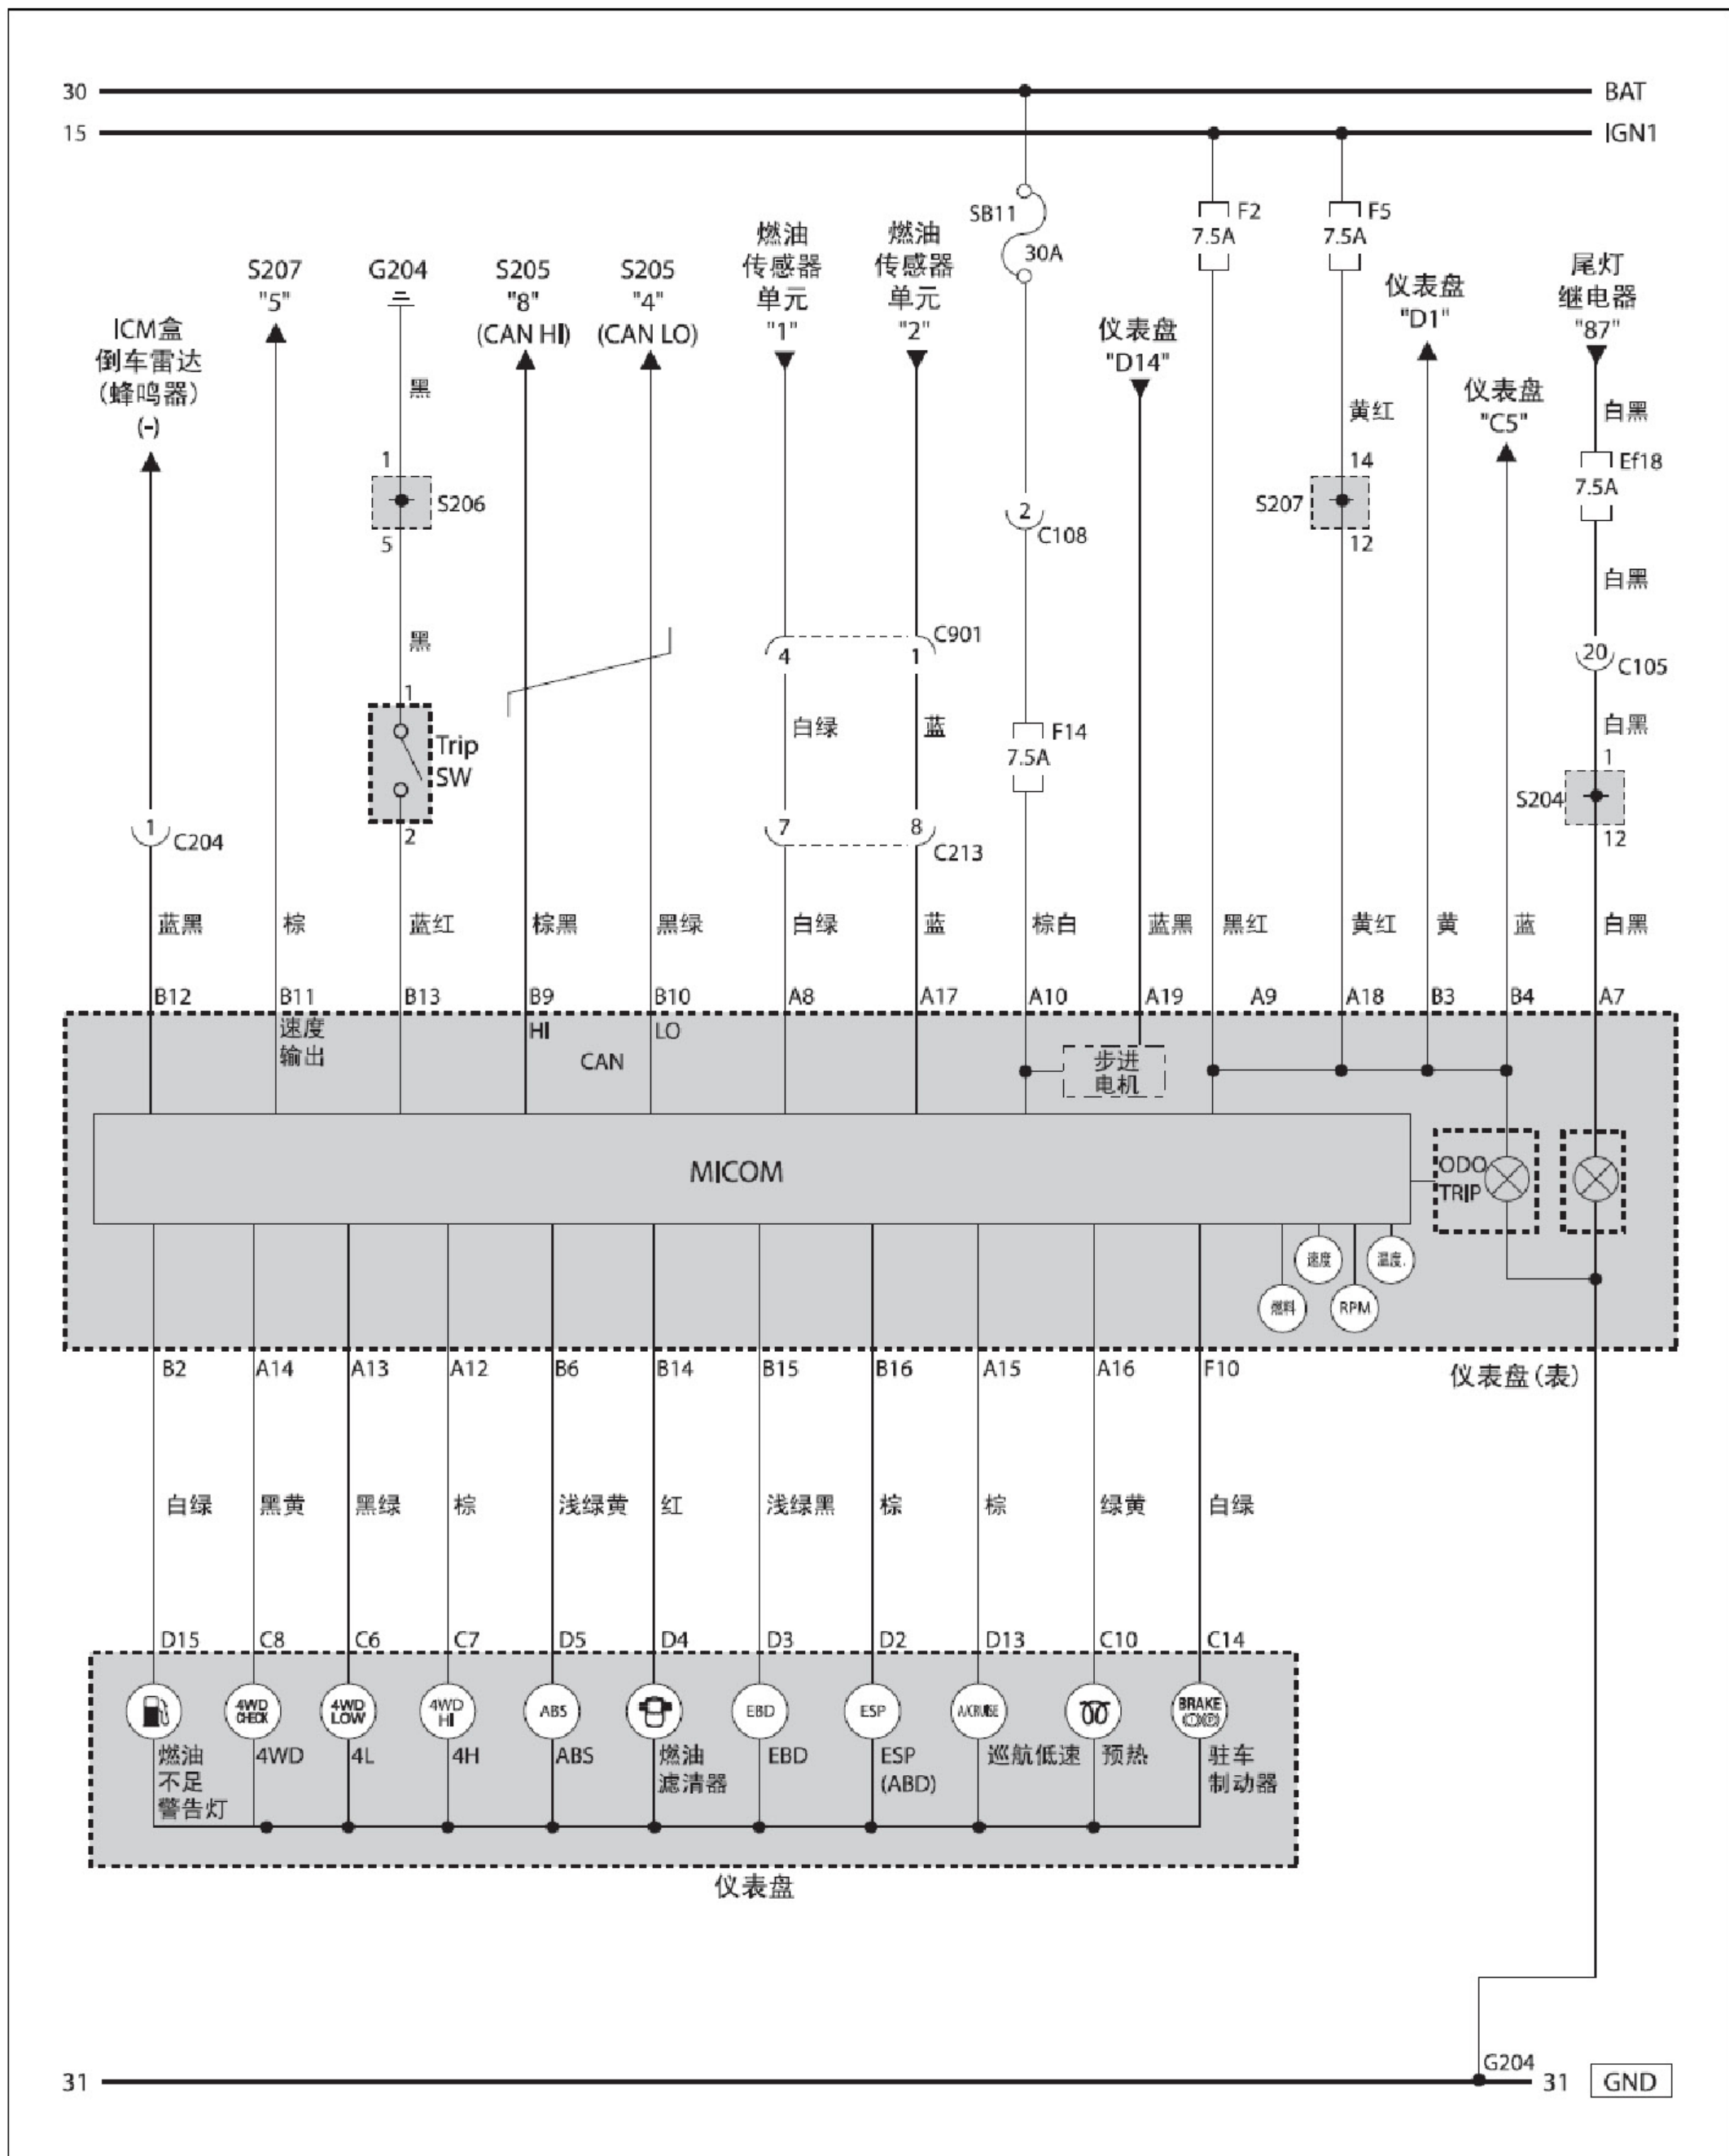 30
BAT
15
IGN1
SB11
30A
F2
7.5A
F5
7.5A
ICM盒
倒车雷达
(蜂鸣器)
(-)
S207
"5"
G204
S205
"8"
(CAN HI)
S205
"4"
(CAN LO)
燃油
传感器
单元
"1"
燃油
传感器
单元
"2"
仪表盘
"D14"
仪表盘
"D1"
仪表盘
"C5"
尾灯
继电器
"87"
黑
黄红
白黑
1
S206
5
14
S207
12
Ef18
7.5A
2
C108
白黑
黑
4
1
C901
20
C105
1
Trip
SW
2
白绿
蓝
F14
7.5A
白黑
1
S204
12
1
C204
7
8
C213
蓝黑
棕
蓝红
棕黑
黑绿
白绿
蓝
棕白
蓝黑
黑红
黄红
黄
蓝
白黑
B12
B11
B13
B9
B10
A8
A17
A10
A19
A9
A18
B3
B4
A7
速度
输出
HI
CAN
LO
步进
电机
MICOM
ODO
TRIP
速度
温度.
燃料
RPM
B2
A14
A13
A12
B6
B14
B15
B16
A15
A16
F10
仪表盘(表)
白绿
黑黄
黑绿
棕
浅绿黄
红
浅绿黑
棕
棕
绿黄
白绿
D15
C8
C6
C7
D5
D4
D3
D2
D13
C10
C14
4WD
CHECK
4WD
LOW
4WD
HI
ABS
EBD
ESP
A/CRUISE
BRAKE
燃油
不足
警告灯
4WD
4L
4H
ABS
燃油
滤清器
EBD
ESP
(ABD)
巡航低速
预热
驻车
制动器
仪表盘
G204
31
31
GND